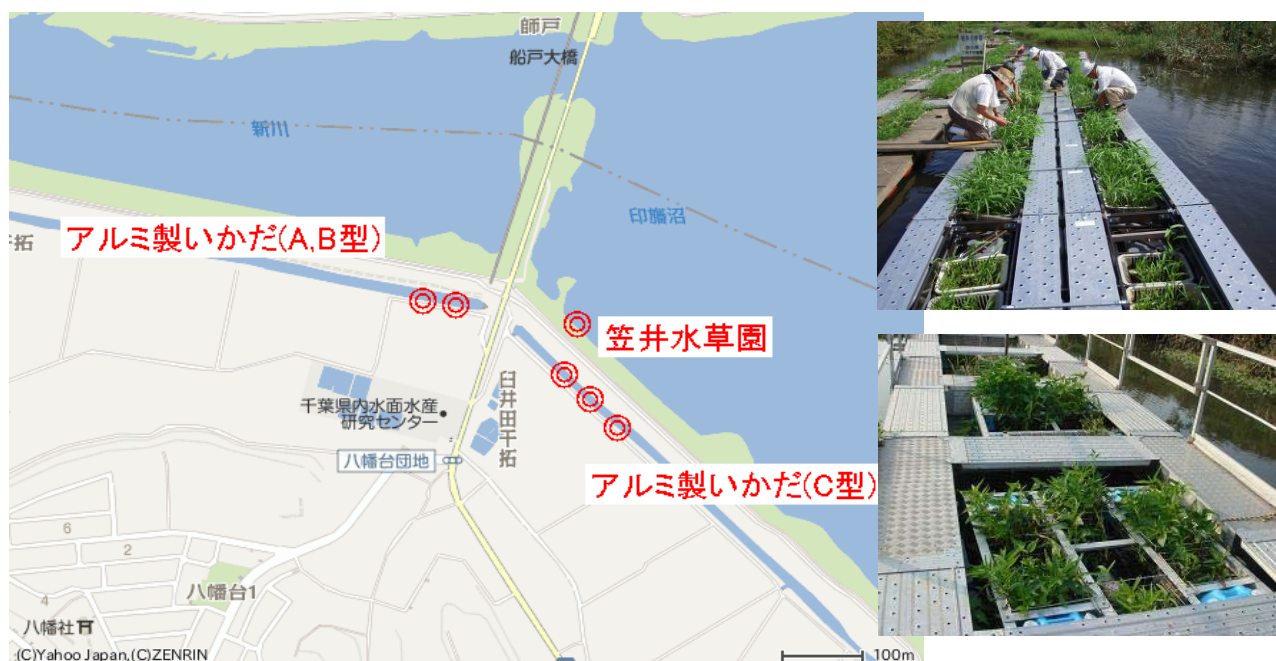 師戸
船戸大橋
新川
印旛沼
アルミ製いかだ(A,B型)
干拓
笠井水草園
臼井田干拓
千葉県内水面水産
研究センター
八幡台団地
アルミ製いかだ(C型)
6
2
4
八幡台1
八幡社
(C)Yahoo Japan,(C)ZENRIN
100m